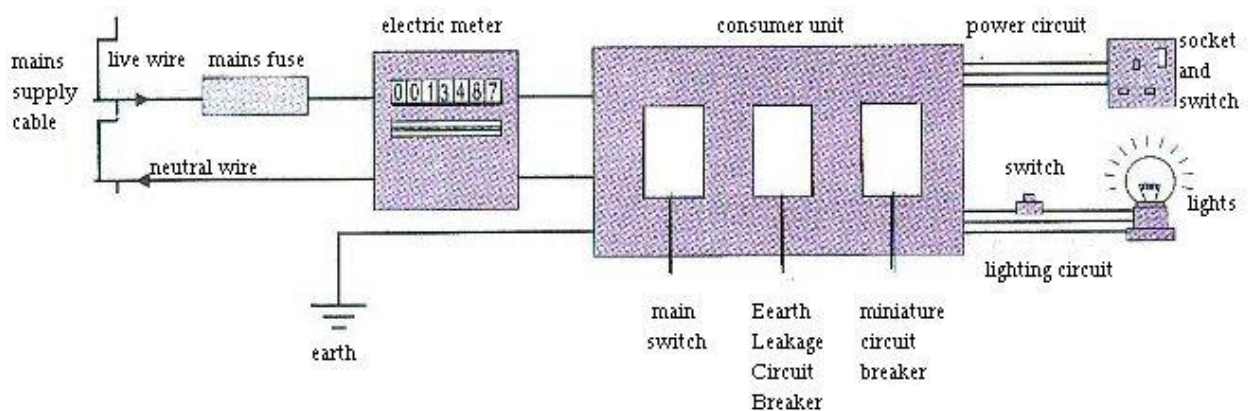 electric meter
consumer unit
power circuit
socket
and
switch
mains
supply
cable
live wire
mains fuse
0013487
neutral wire
switch
lights
lighting circuit
earth
main
switch
Eearth
Leakage
Circuit
Breaker
miniature
circuit
breaker